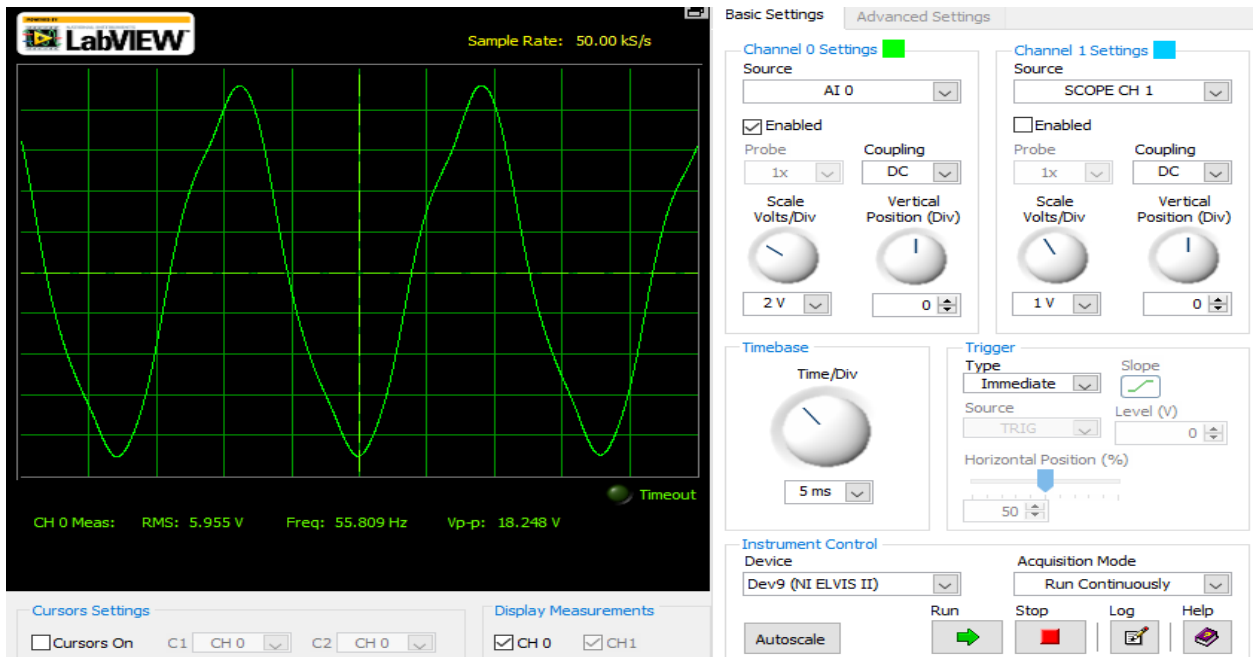 POWERED BY
LabVIEW
Sample Rate: 50.00 kS/s
Timeout
CH 0 Meas: RMS: 5.955 V Freq: 55.809 Hz Vp-p: 18.248 V
Cursors Settings
Cursors On C1 CH 0 C2 CH 0
Display Measurements
CH 0 CH1
Basic Settings Advanced Settings
Channel 0 Settings
Source
AI 0
Enabled
Probe Coupling
1x DC
Scale Vertical
Volts/Div Position (Div)
2 V 0
Channel 1 Settings
Source
SCOPE CH 1
Enabled
Probe Coupling
1x DC
Scale Vertical
Volts/Div Position (Div)
1 V 0
Timebase
Time/Div
5 ms
Trigger
Type Slope
Immediate
Source Level (V)
TRIG 0
Horizontal Position (%)
50
Instrument Control
Device Acquisition Mode
Dev9 (NI ELVIS II) Run Continuously
Run Stop Log Help
Autoscale